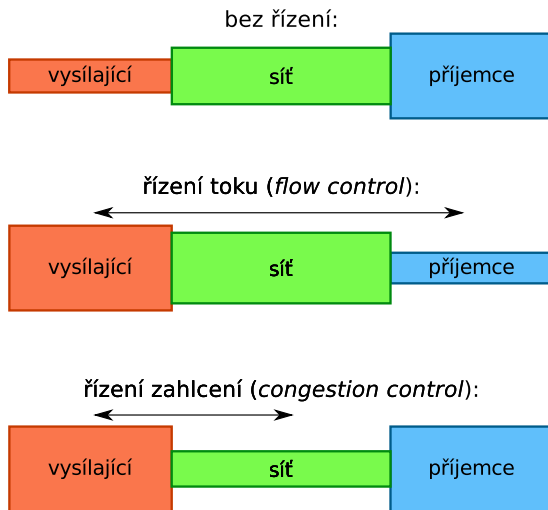 bez řízení:
vysílající síť příjemce
řízení toku (flow control):
vysílající síť příjemce
řízení zahlcení (congestion control):
vysílající síť příjemce